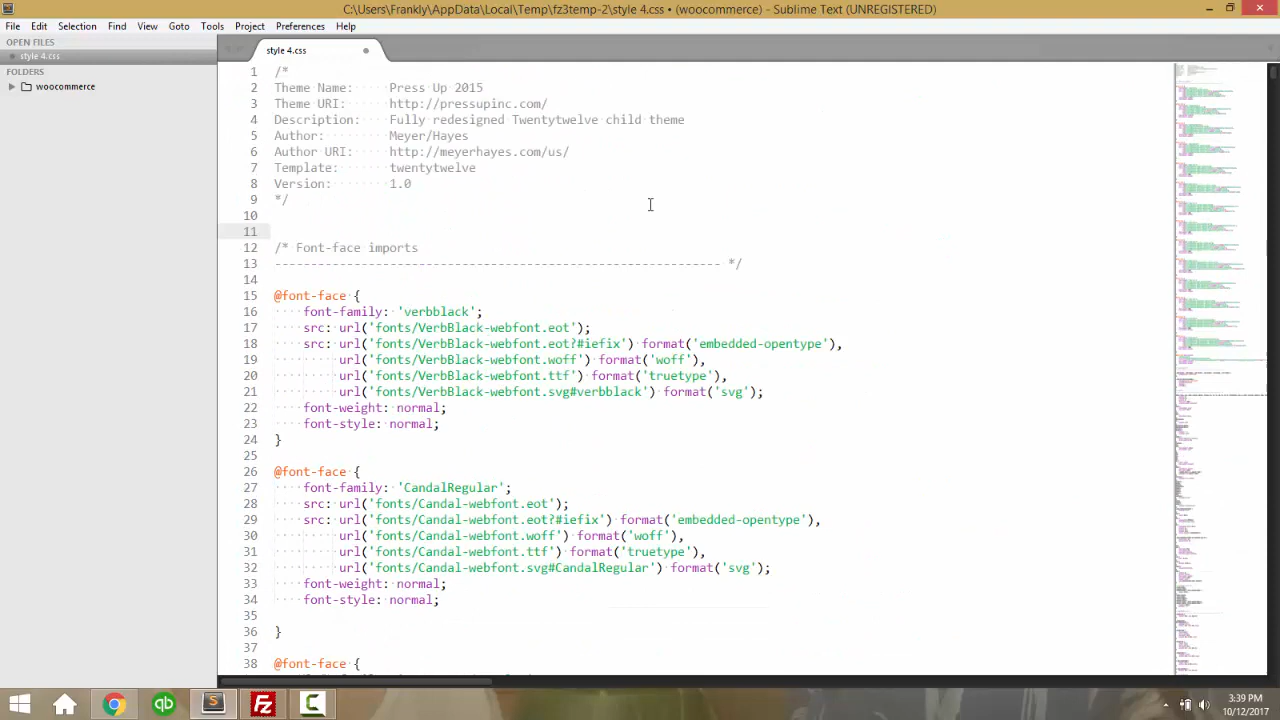 C:\Users\Frankly\AppData\Local\Temp\fz3temp-2\style 4.css • (woocommerce) - Sublime Text (UNREGISTERED)
File Edit Selection Find View Goto Tools Project Preferences Help
OPEN FILES
style 4.css
FOLDERS
woocommerce
style 4.css
1 /*
2 Theme Name: Press Up 2013
3 Theme URI: http://pressupinc.com/
4 Description: Fully redesigned Twentytwelve child theme
5 Author: Meyer/Hayes
6 Author URI: http://meyerhayes.com/us/
7 Template: twentytwelve
8 Version: 1.0
9 */
10
11
12 /* Font-face imports
13 -------------------------------------------------------------- */
14
15 @font-face {
16 font-family: 'verbblack';
17 src: url('fonts/VerbBlack-webfont.eot');
18 src: url('fonts/VerbBlack-webfont.eot?#iefix') format('embedded-opentype'),
19 url('fonts/VerbBlack-webfont.woff') format('woff'),
20 url('fonts/VerbBlack-webfont.ttf') format('truetype'),
21 url('fonts/VerbBlack-webfont.svg#verbblack') format('svg');
22 font-weight: normal;
23 font-style: normal;
24 }
25
26 @font-face {
27 font-family: 'CandalRegular';
28 src: url('fonts/Candal-webfont.eot');
29 src: url('fonts/Candal-webfont.eot?#iefix') format('embedded-opentype'),
30 url('fonts/Candal-webfont.woff') format('woff'),
31 url('fonts/Candal-webfont.ttf') format('truetype'),
32 url('fonts/Candal-webfont.svg#CandalRegular') format('svg');
33 font-weight: normal;
34 font-style: normal;
35
36 }
37
38 @font-face {
3:39 PM
10/12/2017